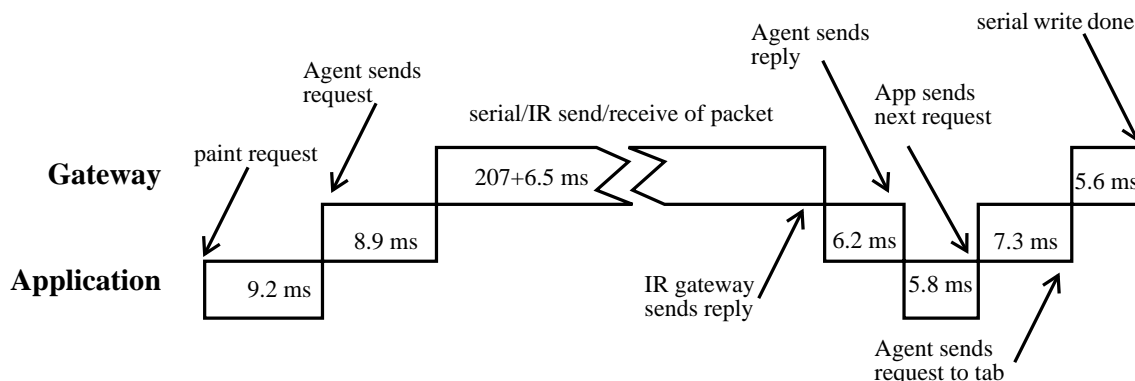 serial write done
Agent sends
reply
Agent sends
request
App sends
next request
serial/IR send/receive of packet
paint request
Gateway
207+6.5 ms
5.6 ms
8.9 ms
6.2 ms
7.3 ms
Application
9.2 ms
IR gateway
sends reply
5.8 ms
Agent sends
request to tab